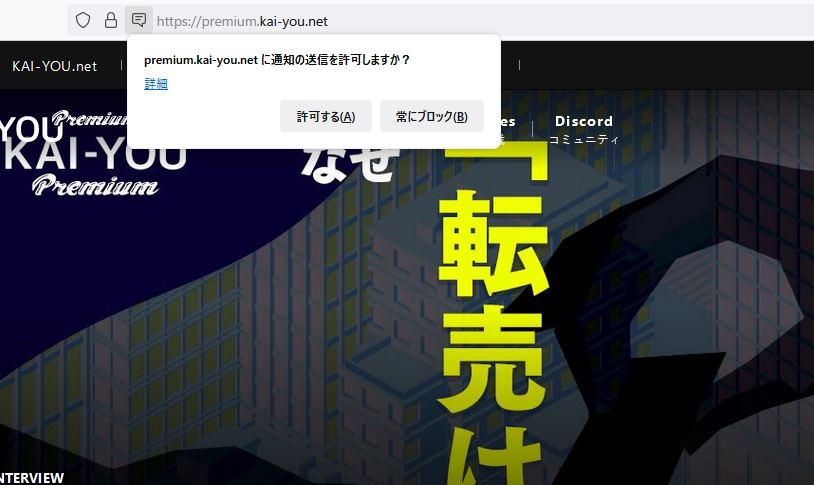 https://premium.kai-you.net
premium.kai-you.net に通知の送信を許可しますか？
詳細
許可する(A)
常にブロック(B)
KAI-YOU.net
YOU Premium
KAI-YOU
Premium
Discord
コミュニティ
なぜ
「転売は
NTERVIEW